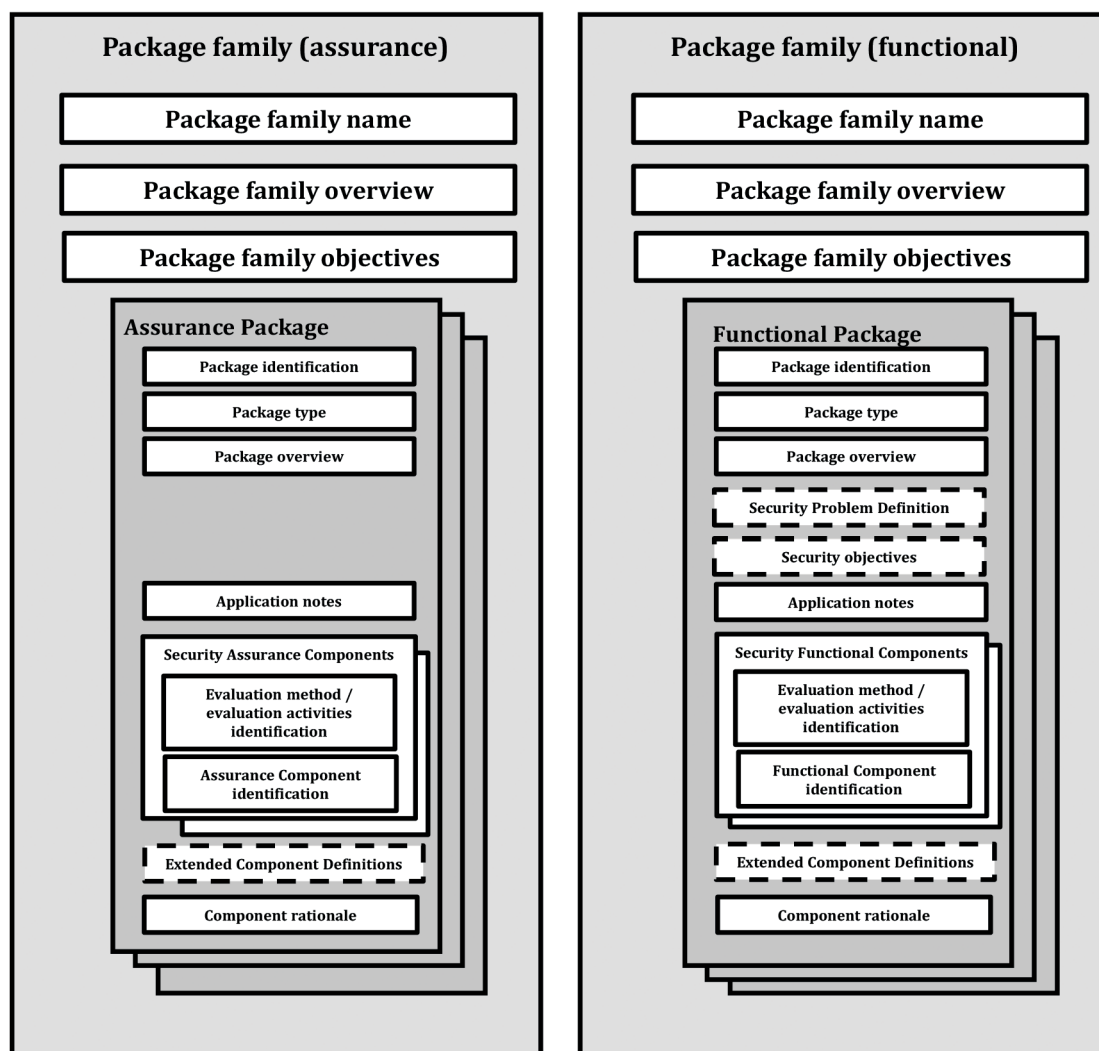 Package family (assurance)
Package family name
Package family overview
Package family objectives
Assurance Package
Package identification
Package type
Package overview
Application notes
Security Assurance Components
Evaluation method /
evaluation activities
identification
Assurance Component
identification
Extended Component Definitions
Component rationale
Package family (functional)
Package family name
Package family overview
Package family objectives
Functional Package
Package identification
Package type
Package overview
Security Problem Definition
Security objectives
Application notes
Security Functional Components
Evaluation method /
evaluation activities
identification
Functional Component
identification
Extended Component Definitions
Component rationale